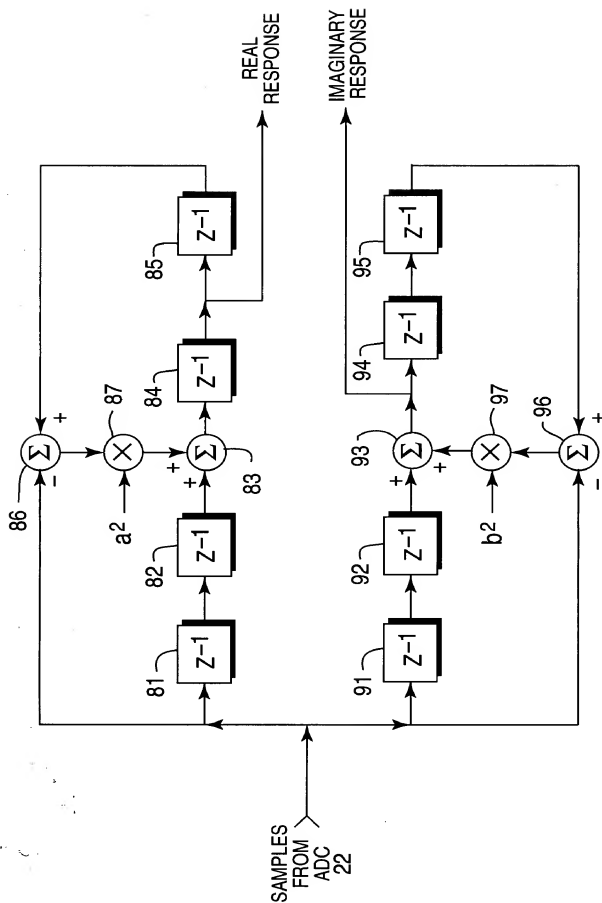 86
Σ
+
−
87
X
a²
+
+
Σ
83
81
z⁻¹
82
z⁻¹
84
z⁻¹
85
z⁻¹
REAL
RESPONSE
SAMPLES
FROM
ADC
22
IMAGINARY
RESPONSE
91
z⁻¹
92
z⁻¹
93
Σ
+
+
94
z⁻¹
95
z⁻¹
97
X
b²
96
Σ
+
−